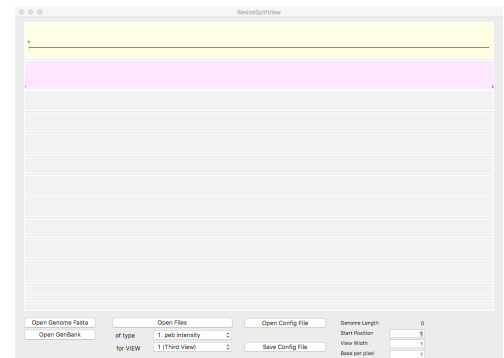 ResizeSplitView
Open Genome Fasta
Open Files
Open Config File
Genome Length 0
Open GenBank
of type
1. peb intensity
Start Position 1
for VIEW
1 (Third View)
Save Config File
View Width 1
Base per pixel 1